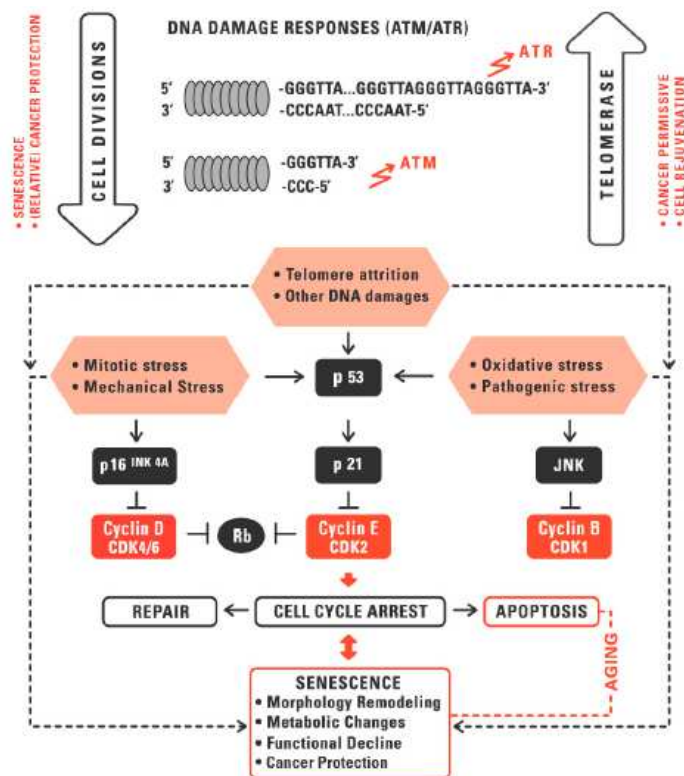 DNA DAMAGE RESPONSES (ATM/ATR)
CELL DIVISIONS
• SENESCENCE
• (RELATIVE) CANCER PROTECTION
ATR
5' -GGGTTA...GGGTTAGGGTTAGGGTTA-3'
3' -CCCAAT...CCCAAT-5'
5' -GGGTTA-3'
3' -CCC-5'
ATM
TELOMERASE
• CANCER PERMISSIVE
• CELL REJUVENATION
• Telomere attrition
• Other DNA damages
• Mitotic stress
• Mechanical Stress
p 53
• Oxidative stress
• Pathogenic stress
p16 INK 4A
p 21
JNK
Cyclin D
CDK4/6
Rb
Cyclin E
CDK2
Cyclin B
CDK1
REPAIR
CELL CYCLE ARREST
APOPTOSIS
AGING
SENESCENCE
• Morphology Remodeling
• Metabolic Changes
• Functional Decline
• Cancer Protection